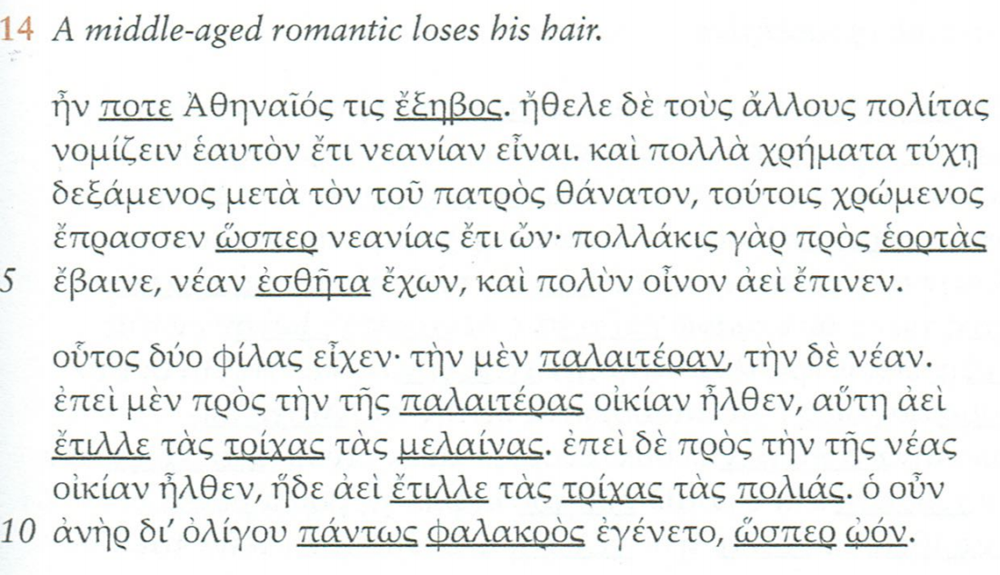 14 A middle-aged romantic loses his hair.
ἦν ποτε Ἀθηναῖός τις ἔξηβος. ἤθελε δὲ τοὺς ἄλλους πολίτας
νομίζειν ἑαυτὸν ἔτι νεανίαν εἶναι. καὶ πολλὰ χρήματα τύχῃ
δεξάμενος μετὰ τὸν τοῦ πατρὸς θάνατον, τούτοις χρώμενος
ἔπρασσεν ὥσπερ νεανίας ἔτι ὤν· πολλάκις γὰρ πρὸς ἑορτὰς
5 ἔβαινε, νέαν ἐσθῆτα ἔχων, καὶ πολὺν οἶνον ἀεὶ ἔπινεν.
οὗτος δύο φίλας εἶχεν· τὴν μὲν παλαιτέραν, τὴν δὲ νέαν.
ἐπεὶ μὲν πρὸς τὴν τῆς παλαιτέρας οἰκίαν ἦλθεν, αὕτη ἀεὶ
ἔτιλλε τὰς τρίχας τὰς μελαίνας. ἐπεὶ δὲ πρὸς τὴν τῆς νέας
οἰκίαν ἦλθεν, ἥδε ἀεὶ ἔτιλλε τὰς τρίχας τὰς πολιάς. ὁ οὖν
10 ἀνὴρ δι' ὀλίγου πάντως φαλακρὸς ἐγένετο, ὥσπερ ᾠόν.